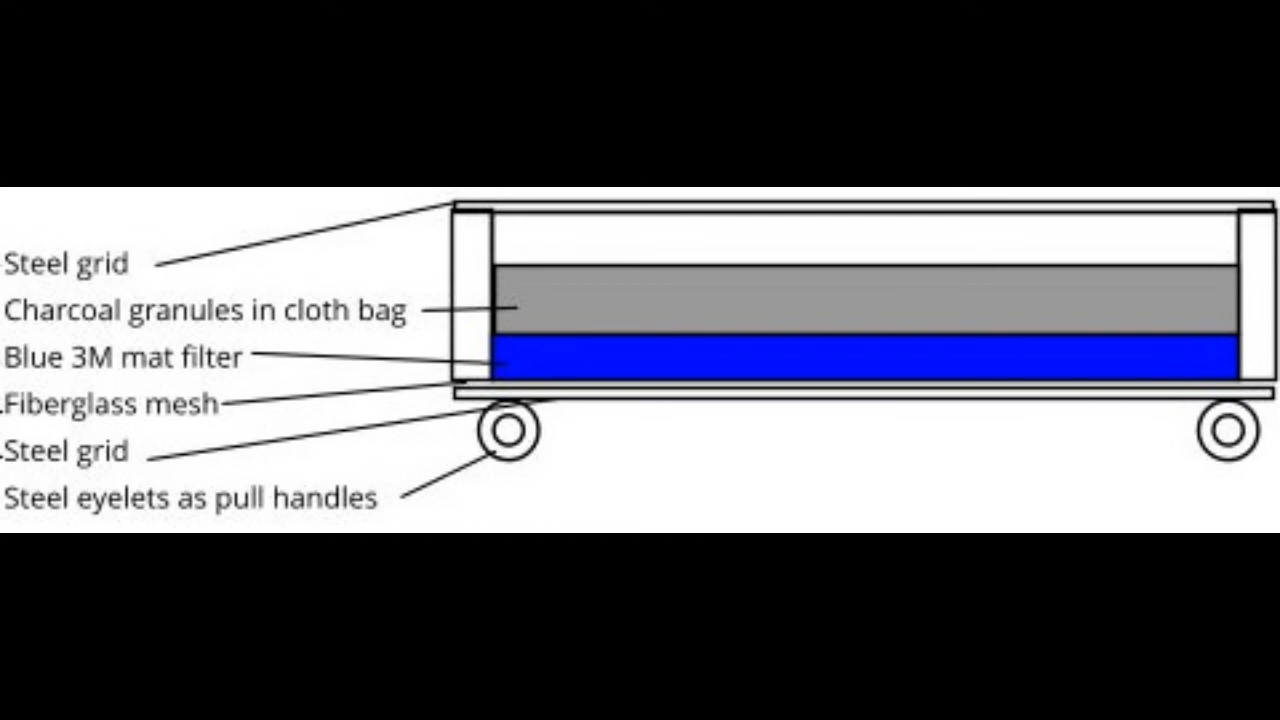 Steel grid
Charcoal granules in cloth bag
Blue 3M mat filter
Fiberglass mesh
Steel grid
Steel eyelets as pull handles